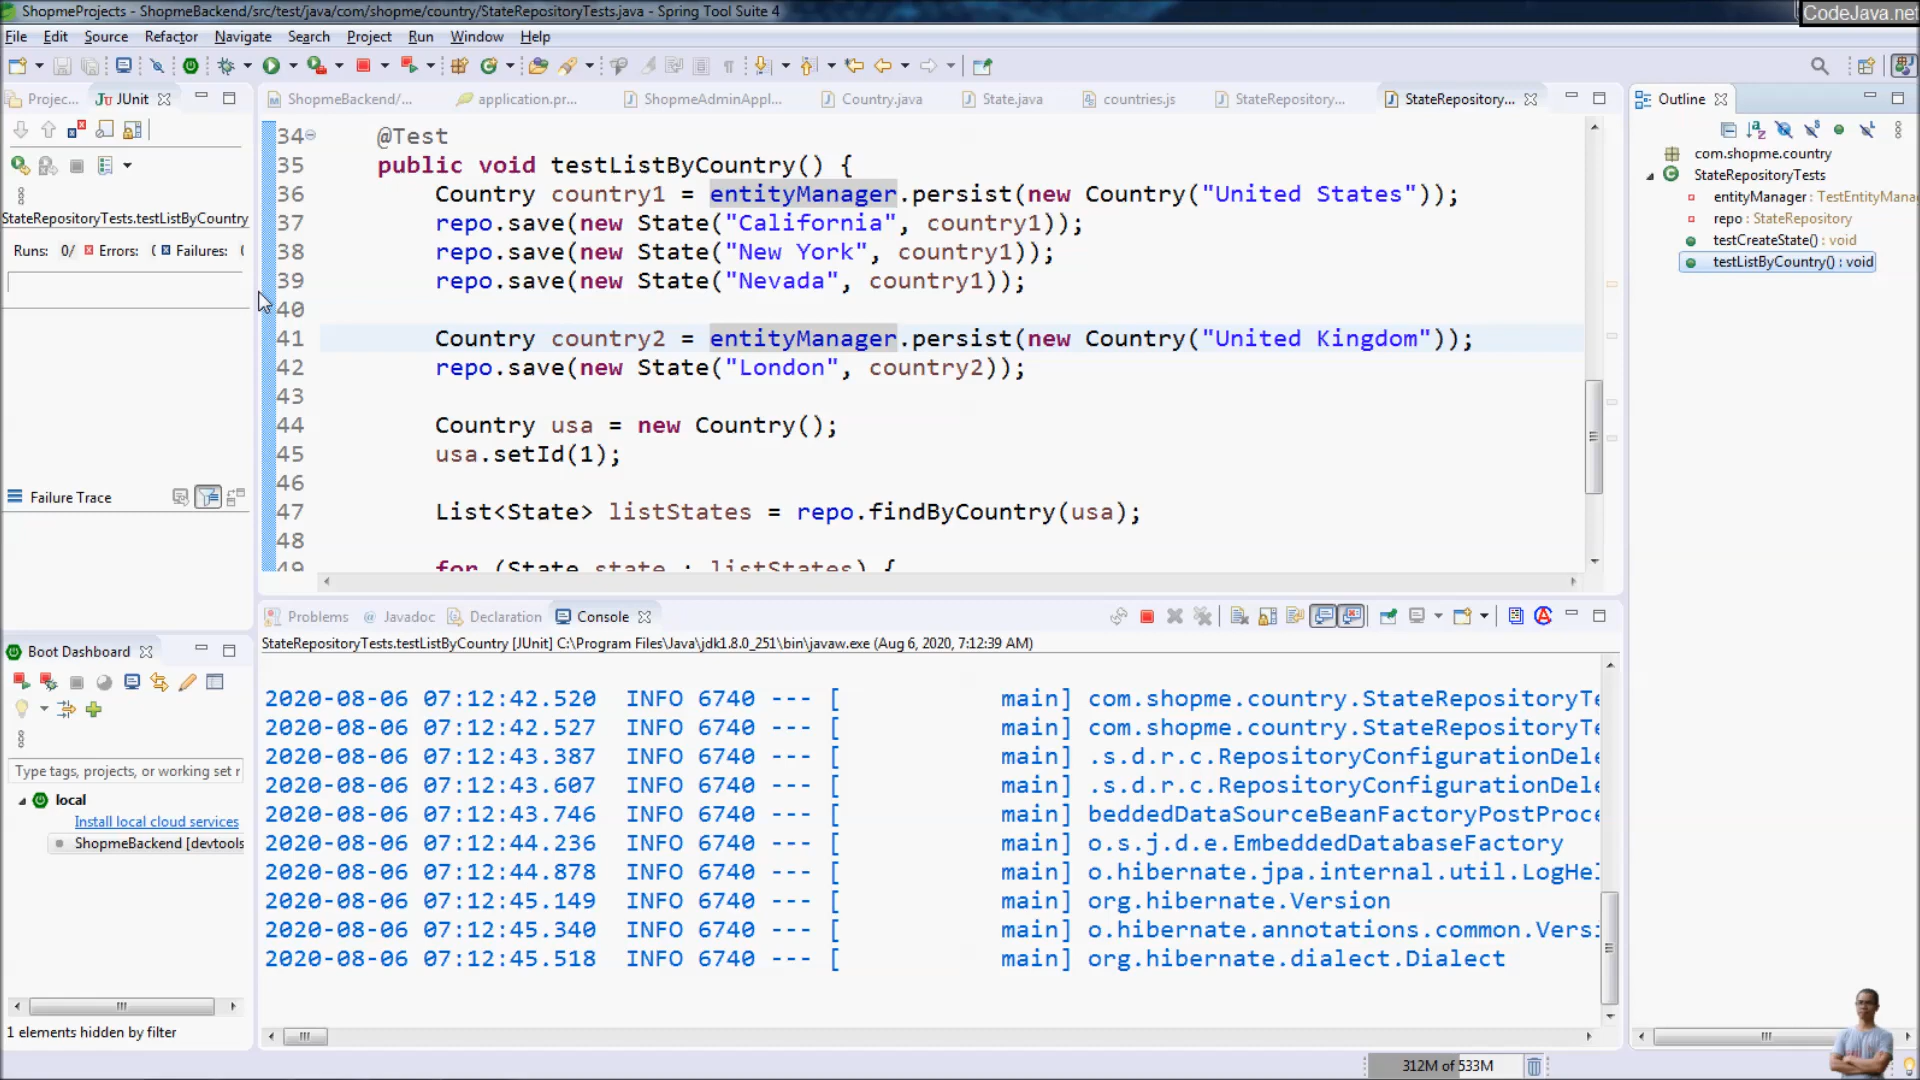 ShopmeProjects - ShopmeBackend/src/test/java/com/shopme/country/StateRepositoryTests.java - Spring Tool Suite 4
CodeJava.net
File Edit Source Refactor Navigate Search Project Run Window Help
Projec... JUnit
ShopmeBackend/... application.pr... ShopmeAdminAppl... Country.java State.java countries.js StateRepository... StateRepository...
Outline
StateRepositoryTests.testListByCountry
Runs: 0/ Errors: ( Failures: (
Failure Trace
34 @Test
35 public void testListByCountry() {
36 Country country1 = entityManager.persist(new Country("United States"));
37 repo.save(new State("California", country1));
38 repo.save(new State("New York", country1));
39 repo.save(new State("Nevada", country1));
40
41 Country country2 = entityManager.persist(new Country("United Kingdom"));
42 repo.save(new State("London", country2));
43
44 Country usa = new Country();
45 usa.setId(1);
46
47 List<State> listStates = repo.findByCountry(usa);
48
49 for (State state : listStates) {
com.shopme.country
StateRepositoryTests
entityManager : TestEntityMana
repo : StateRepository
testCreateState() : void
testListByCountry() : void
Boot Dashboard
Type tags, projects, or working set r
local
Install local cloud services
ShopmeBackend [devtools
1 elements hidden by filter
Problems Javadoc Declaration Console
StateRepositoryTests.testListByCountry [JUnit] C:\Program Files\Java\jdk1.8.0_251\bin\javaw.exe (Aug 6, 2020, 7:12:39 AM)
2020-08-06 07:12:42.520 INFO 6740 --- [ main] com.shopme.country.StateRepositoryTe
2020-08-06 07:12:42.527 INFO 6740 --- [ main] com.shopme.country.StateRepositoryTe
2020-08-06 07:12:43.387 INFO 6740 --- [ main] .s.d.r.c.RepositoryConfigurationDele
2020-08-06 07:12:43.607 INFO 6740 --- [ main] .s.d.r.c.RepositoryConfigurationDele
2020-08-06 07:12:43.746 INFO 6740 --- [ main] beddedDataSourceBeanFactoryPostProce
2020-08-06 07:12:44.236 INFO 6740 --- [ main] o.s.j.d.e.EmbeddedDatabaseFactory
2020-08-06 07:12:44.878 INFO 6740 --- [ main] o.hibernate.jpa.internal.util.LogHel
2020-08-06 07:12:45.149 INFO 6740 --- [ main] org.hibernate.Version
2020-08-06 07:12:45.340 INFO 6740 --- [ main] o.hibernate.annotations.common.Versi
2020-08-06 07:12:45.518 INFO 6740 --- [ main] org.hibernate.dialect.Dialect
312M of 533M